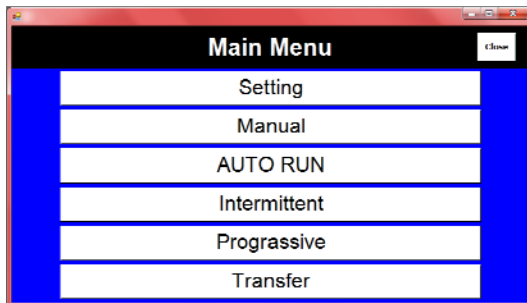 Main Menu
Close
Setting
Manual
AUTO RUN
Intermittent
Prograssive
Transfer